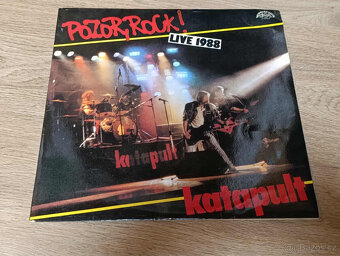 POZOR, ROCK!
LIVE 1988
katapult
katapult